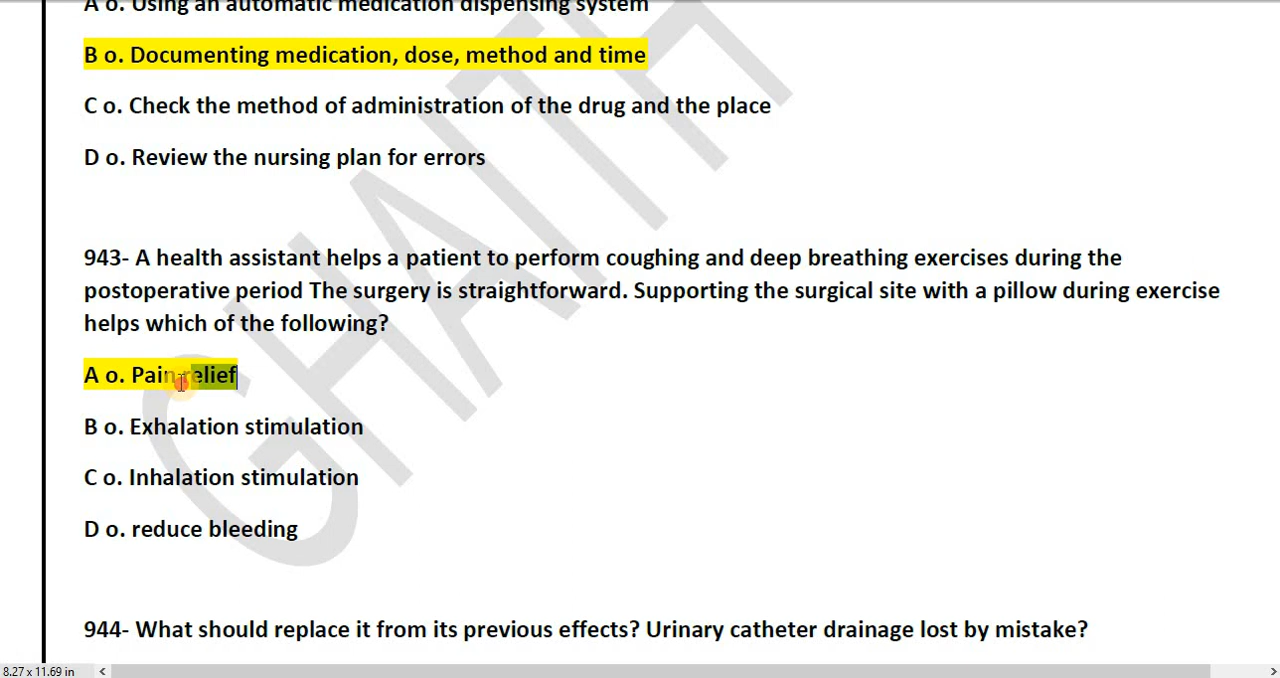 A o. Using an automatic medication dispensing system
B o. Documenting medication, dose, method and time
C o. Check the method of administration of the drug and the place
D o. Review the nursing plan for errors
943- A health assistant helps a patient to perform coughing and deep breathing exercises during the
postoperative period The surgery is straightforward. Supporting the surgical site with a pillow during exercise
helps which of the following?
A o. Pain relief
B o. Exhalation stimulation
C o. Inhalation stimulation
D o. reduce bleeding
944- What should replace it from its previous effects? Urinary catheter drainage lost by mistake?
8.27 x 11.69 in
GHAITH